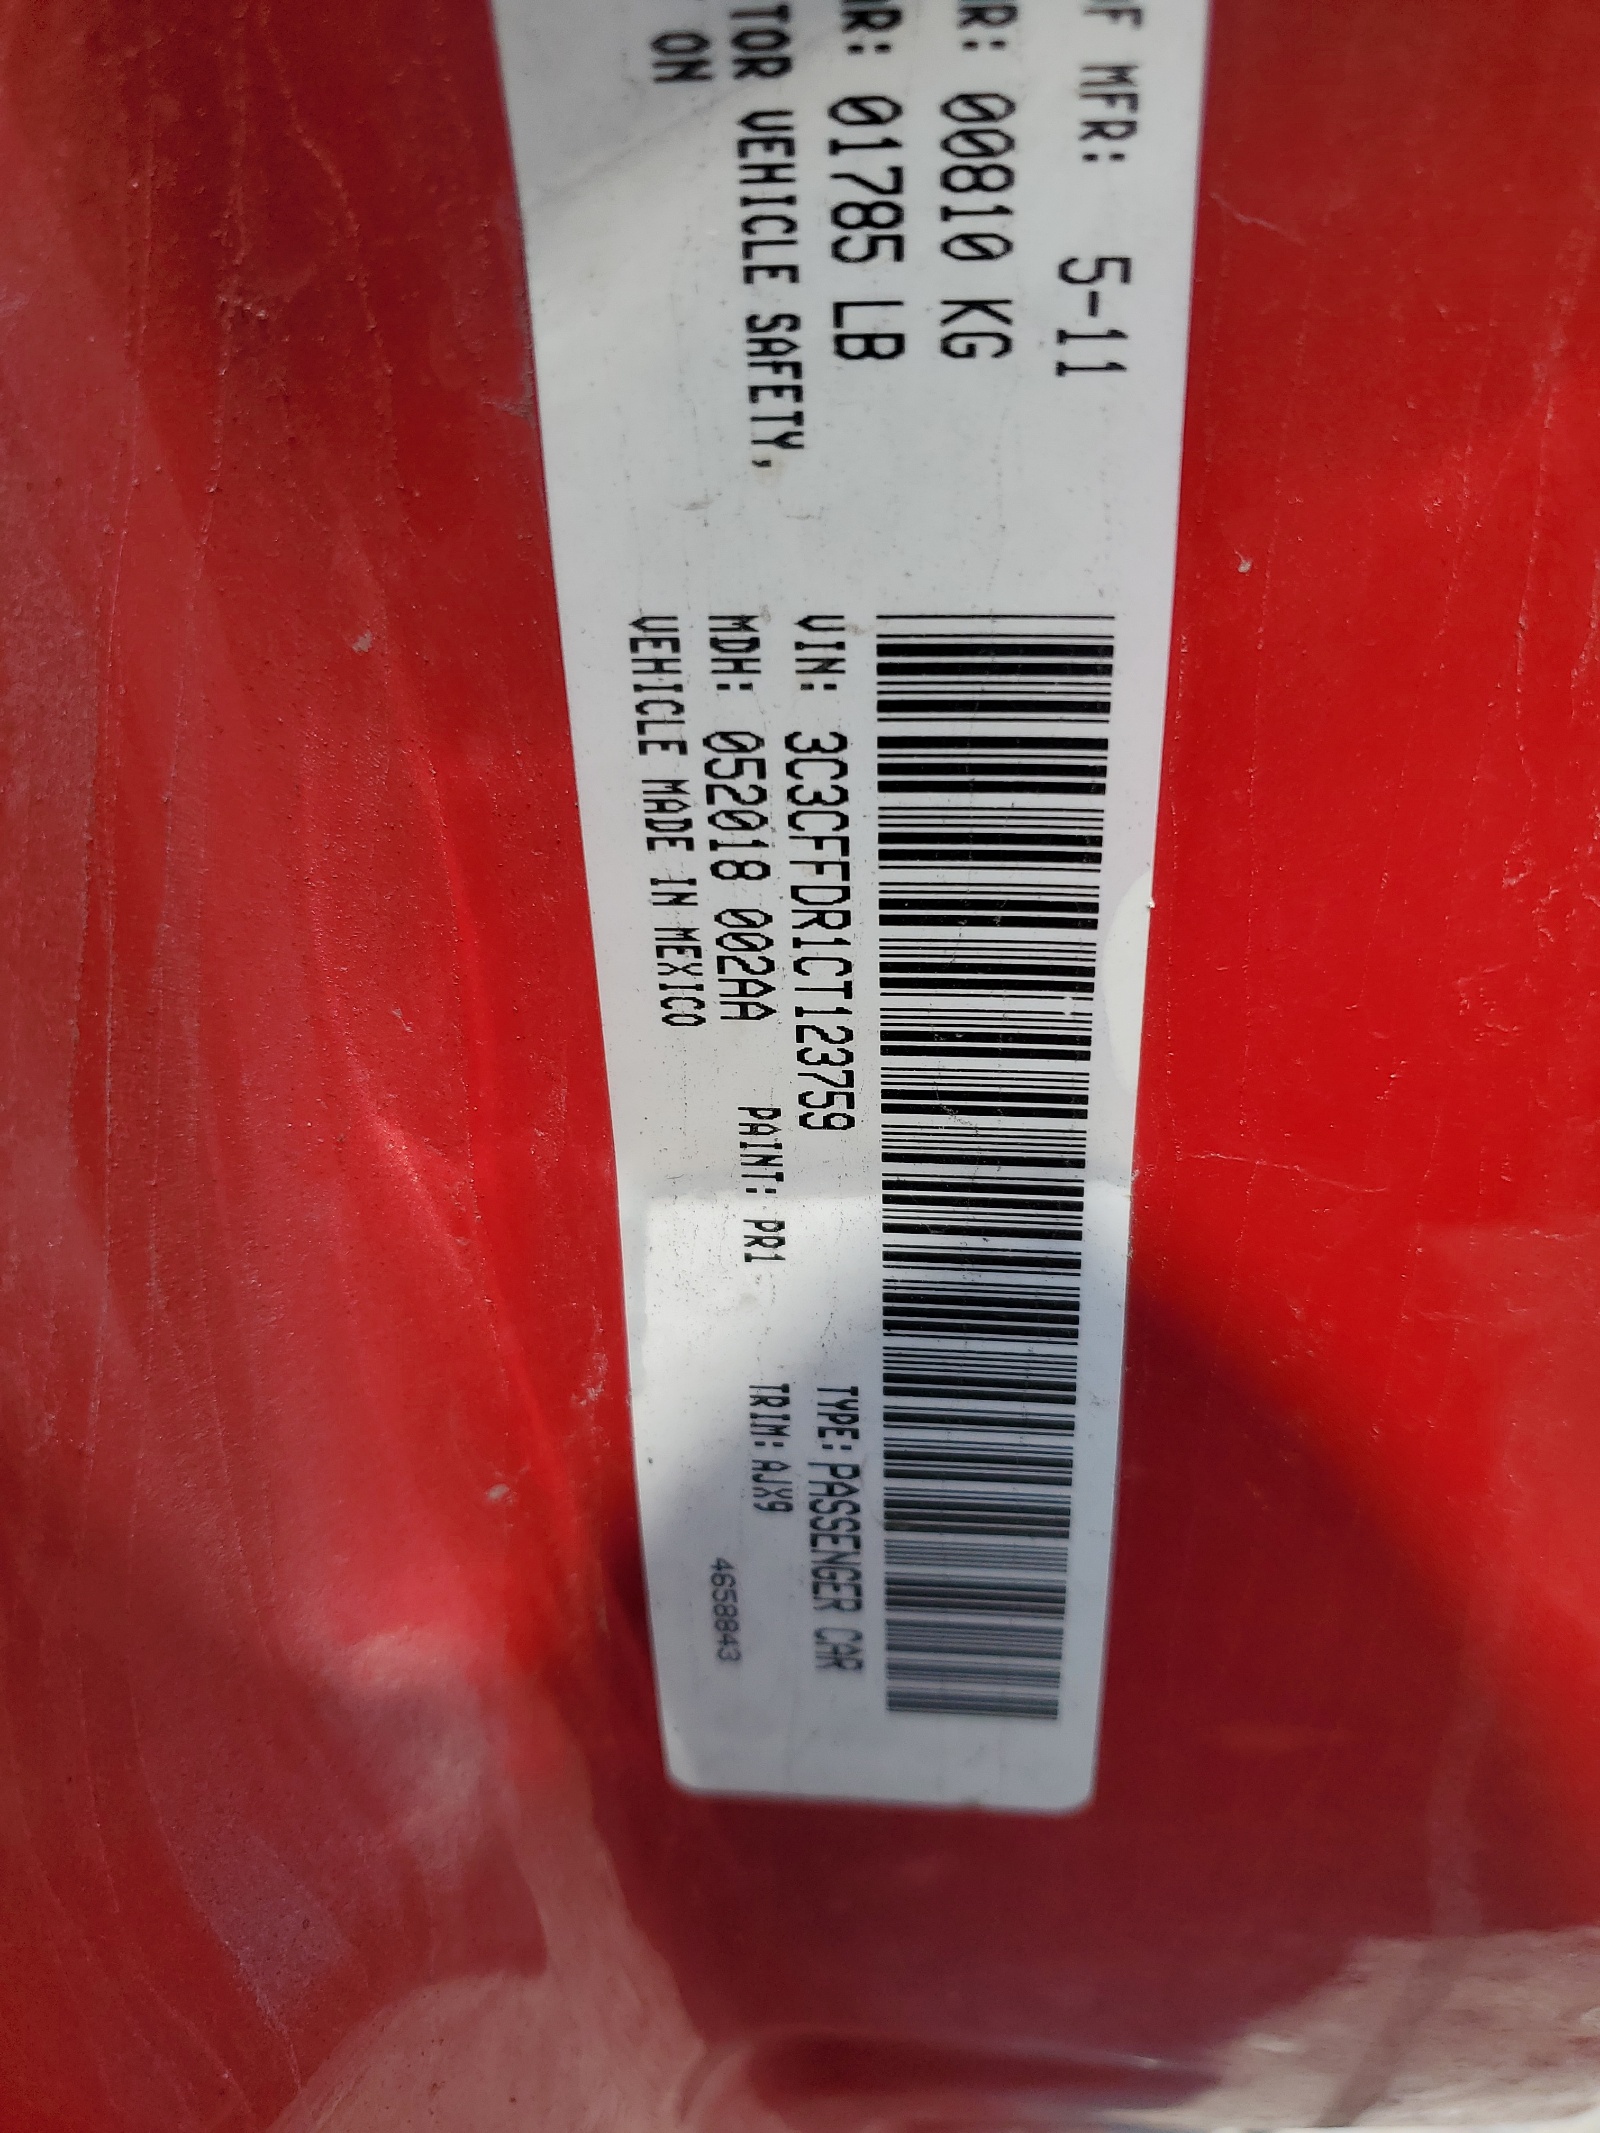 OF MFR: 5-11
R: 00810 KG
R: 01785 LB
TOR VEHICLE SAFETY,
ON
VIN: 3C3CFFDR1CT123759 TYPE: PASSENGER CAR
MDH: 052018 002AA PAINT: PR1 TRIM: AJX9
VEHICLE MADE IN MEXICO 4658843